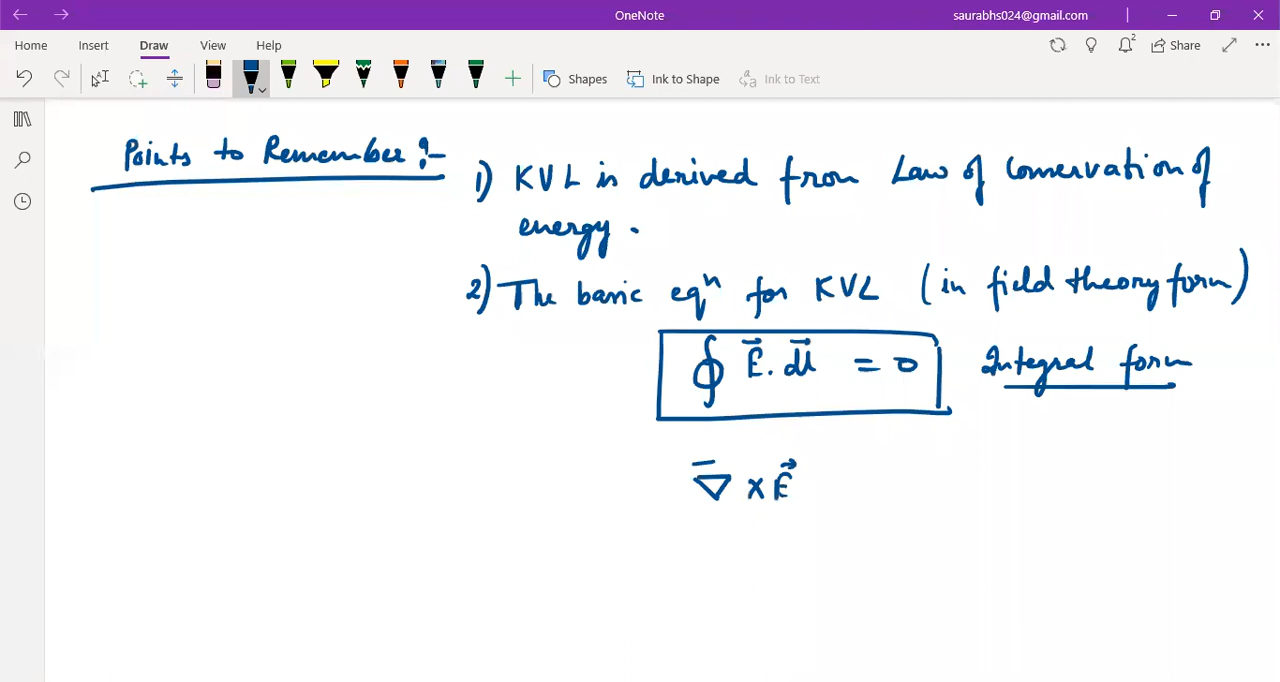 OneNote
saurabhs024@gmail.com
Home Insert Draw View Help
2
Share
Shapes
Ink to Shape
Ink to Text
Points to Remember :-
1) KVL is derived from Law of Conservation of
energy.
2) The basic eqⁿ for KVL (in field theory form)
∮ E⃗ . dl⃗ = 0 Integral form
∇̅ × E⃗